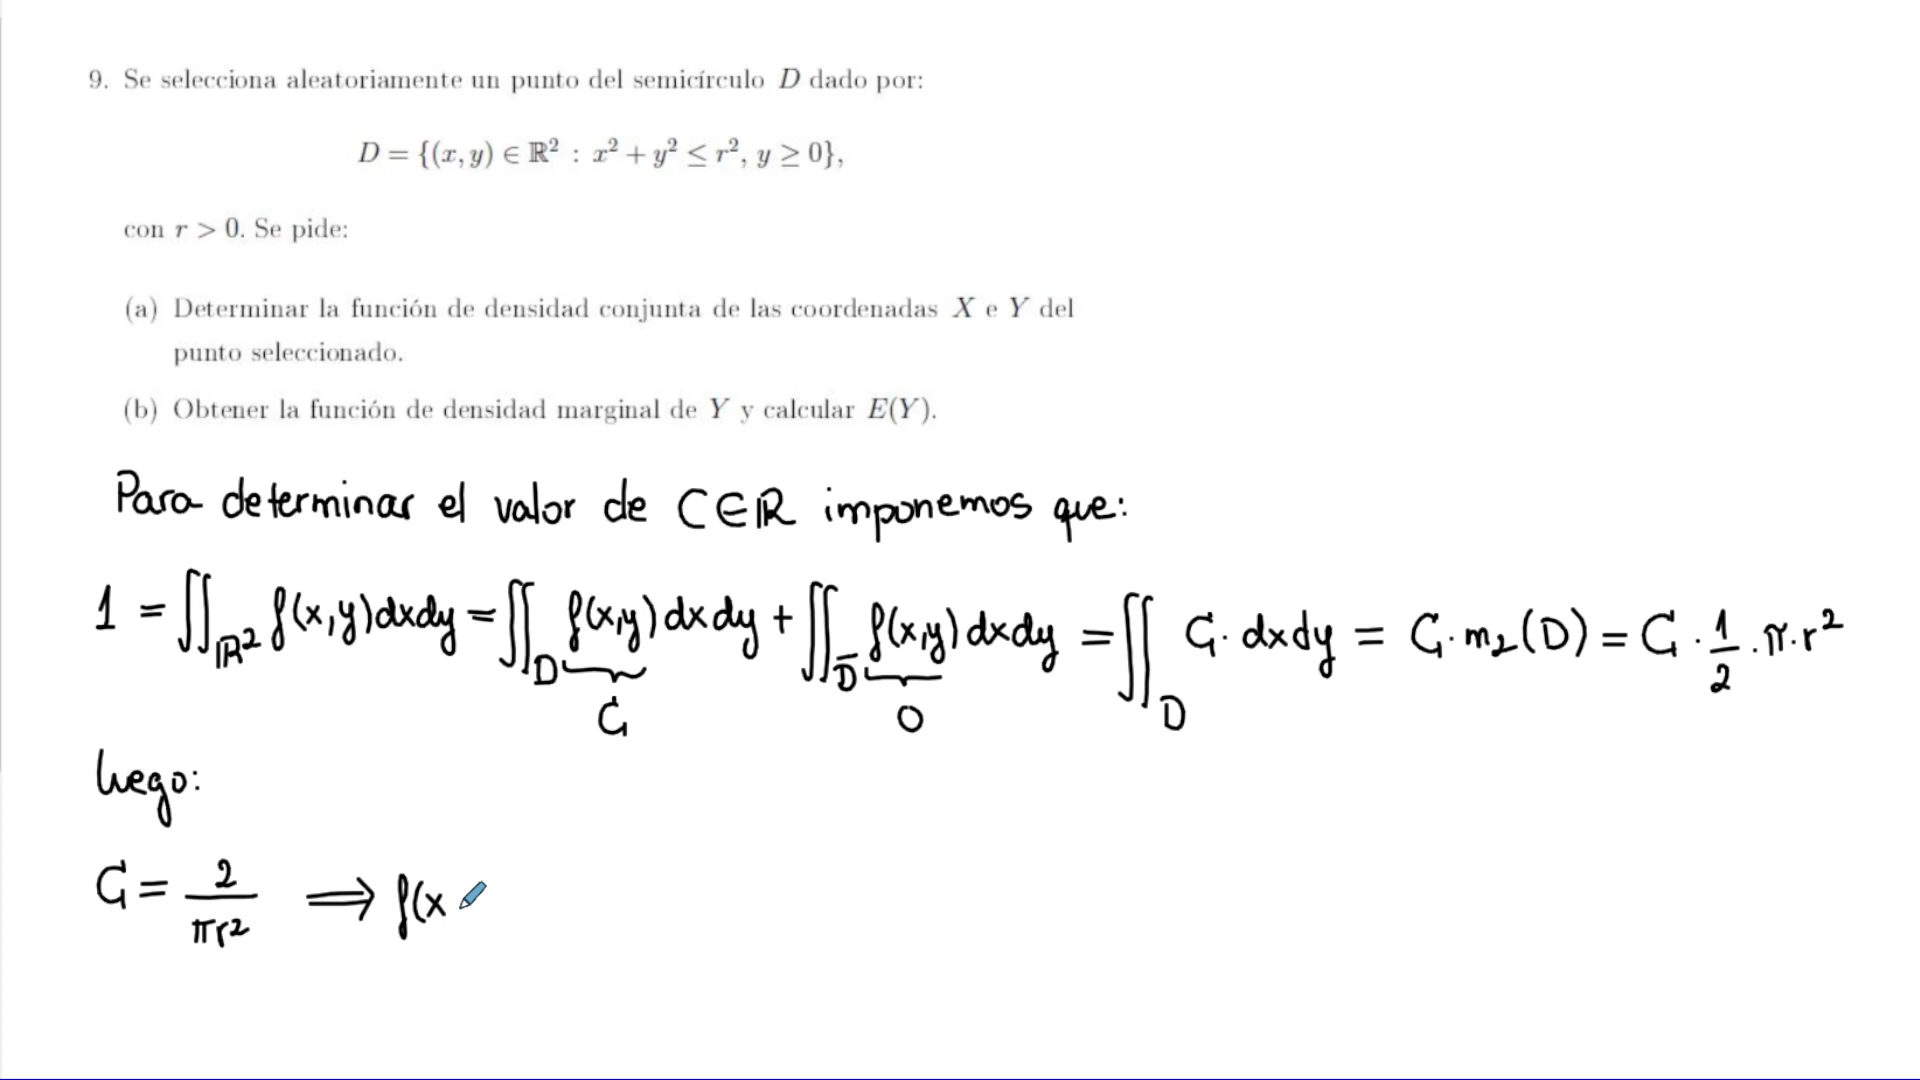 9. Se selecciona aleatoriamente un punto del semicírculo D dado por:
D = {(x, y) ∈ ℝ² : x² + y² ≤ r², y ≥ 0},
con r > 0. Se pide:
(a) Determinar la función de densidad conjunta de las coordenadas X e Y del
punto seleccionado.
(b) Obtener la función de densidad marginal de Y y calcular E(Y).
Para determinar el valor de C∈ℝ imponemos que:
1 = ∬_ℝ² f(x,y)dxdy = ∬_D f(x,y)dxdy + ∬_D̅ f(x,y)dxdy = ∬_D C·dxdy = C·m₂(D) = C·1/2·π·r²
C 0
luego:
C = 2/πr² ⟹ f(x